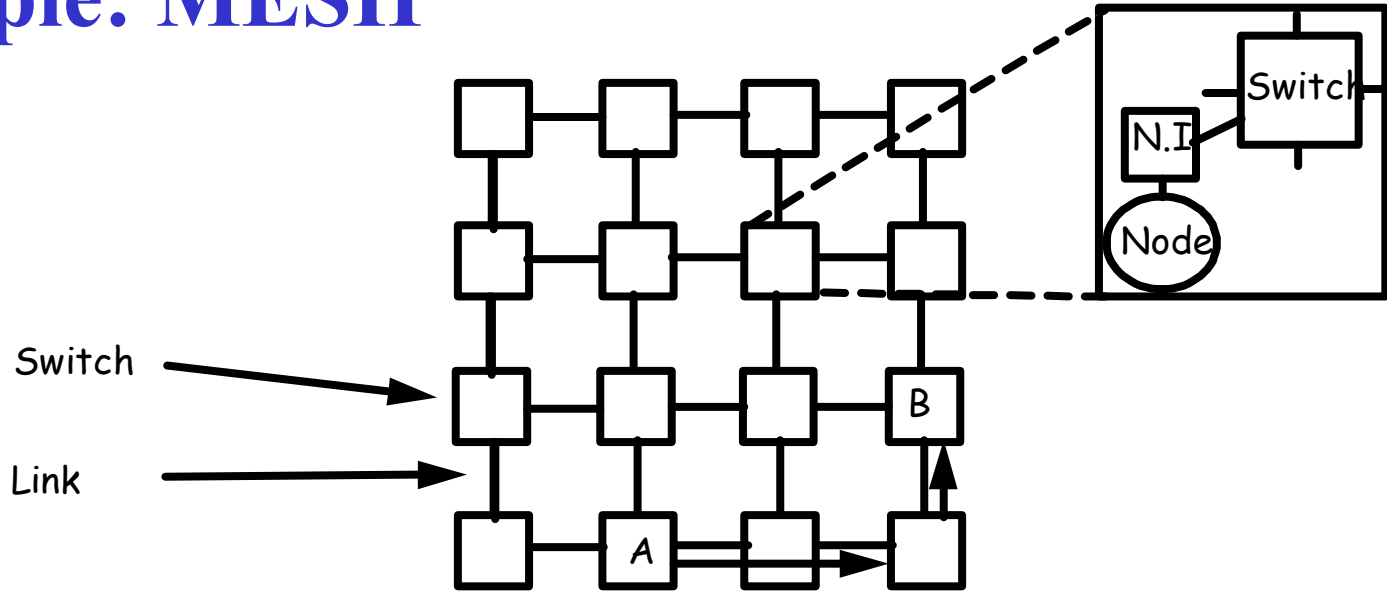 ple: MESH
Switch
N.I
Node
Switch
B
Link
A